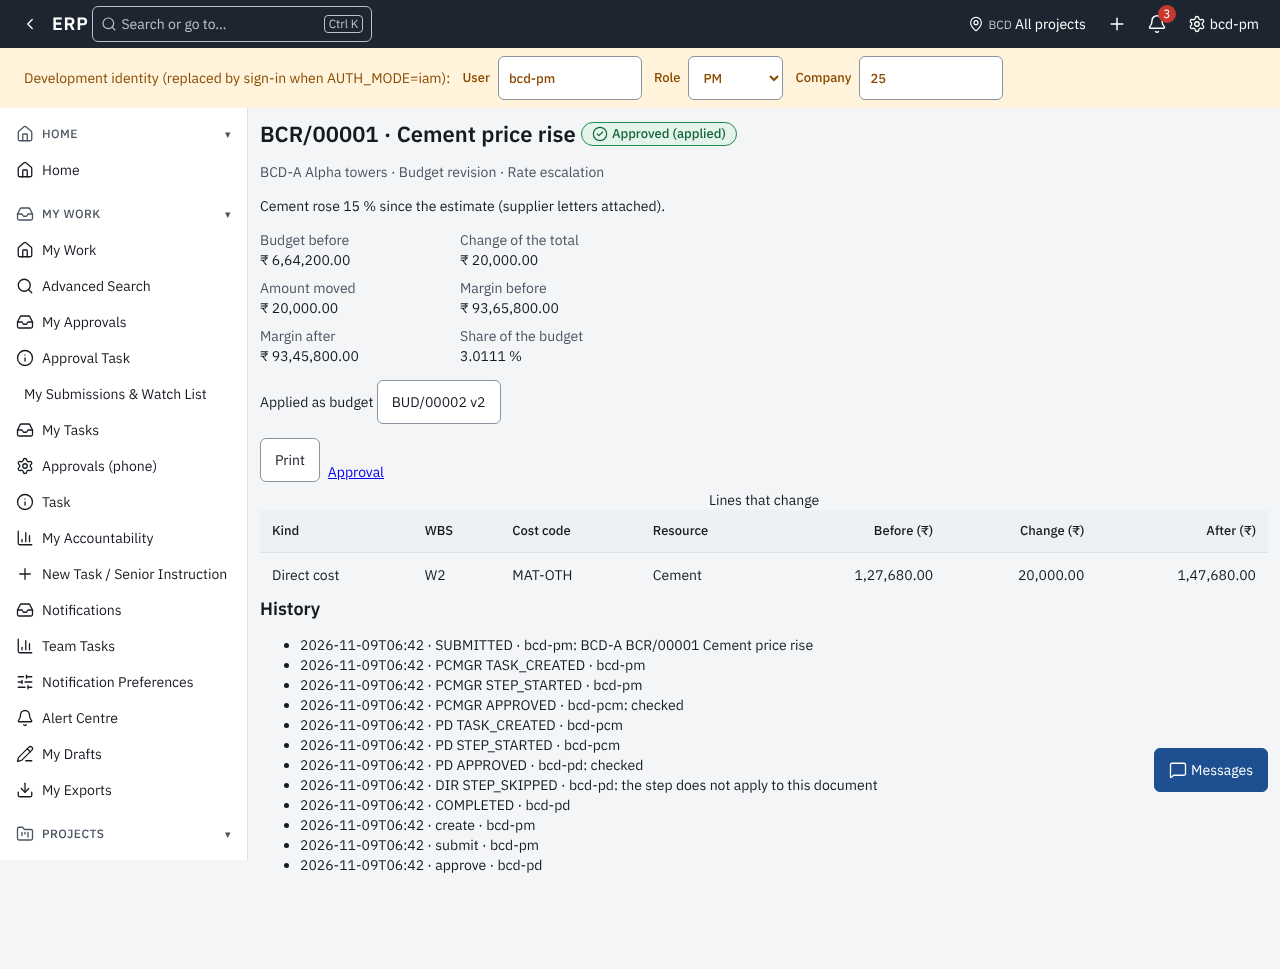 ERP
Search or go to...
Ctrl K
BCD All projects
3
bcd-pm
Development identity (replaced by sign-in when AUTH_MODE=iam):
User
bcd-pm
Role
PM
Company
25
HOME
Home
MY WORK
My Work
Advanced Search
My Approvals
Approval Task
My Submissions & Watch List
My Tasks
Approvals (phone)
Task
My Accountability
New Task / Senior Instruction
Notifications
Team Tasks
Notification Preferences
Alert Centre
My Drafts
My Exports
PROJECTS
BCR/00001 · Cement price rise
Approved (applied)
BCD-A Alpha towers · Budget revision · Rate escalation
Cement rose 15 % since the estimate (supplier letters attached).
Budget before
₹ 6,64,200.00
Change of the total
₹ 20,000.00
Amount moved
₹ 20,000.00
Margin before
₹ 93,65,800.00
Margin after
₹ 93,45,800.00
Share of the budget
3.0111 %
Applied as budget
BUD/00002 v2
Print
Approval
Lines that change
Kind WBS Cost code Resource Before (₹) Change (₹) After (₹)
Direct cost W2 MAT-OTH Cement 1,27,680.00 20,000.00 1,47,680.00
History
2026-11-09T06:42 · SUBMITTED · bcd-pm: BCD-A BCR/00001 Cement price rise
2026-11-09T06:42 · PCMGR TASK_CREATED · bcd-pm
2026-11-09T06:42 · PCMGR STEP_STARTED · bcd-pm
2026-11-09T06:42 · PCMGR APPROVED · bcd-pcm: checked
2026-11-09T06:42 · PD TASK_CREATED · bcd-pcm
2026-11-09T06:42 · PD STEP_STARTED · bcd-pcm
2026-11-09T06:42 · PD APPROVED · bcd-pd: checked
2026-11-09T06:42 · DIR STEP_SKIPPED · bcd-pd: the step does not apply to this document
2026-11-09T06:42 · COMPLETED · bcd-pd
2026-11-09T06:42 · create · bcd-pm
2026-11-09T06:42 · submit · bcd-pm
2026-11-09T06:42 · approve · bcd-pd
Messages